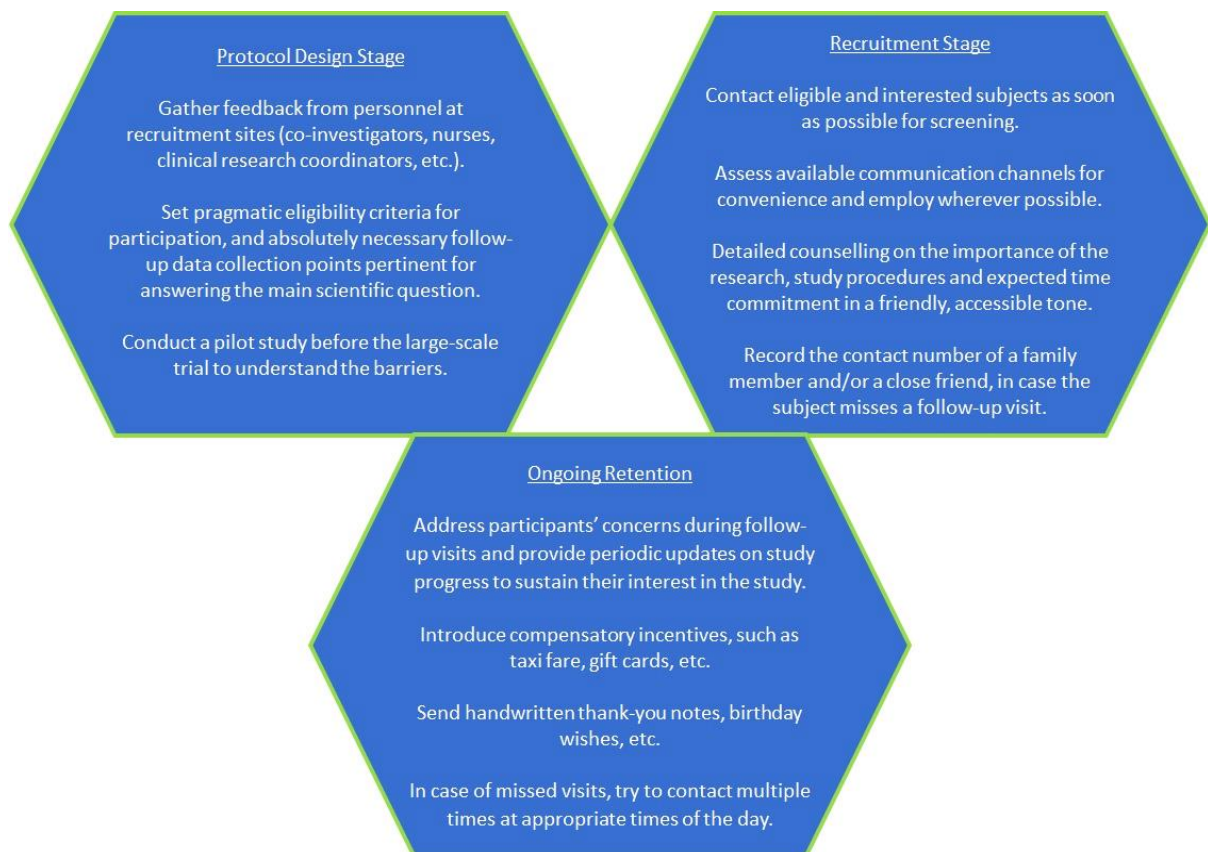 Protocol Design Stage
Gather feedback from personnel at
recruitment sites (co-investigators, nurses,
clinical research coordinators, etc.).
Set pragmatic eligibility criteria for
participation, and absolutely necessary follow-
up data collection points pertinent for
answering the main scientific question.
Conduct a pilot study before the large-scale
trial to understand the barriers.
Recruitment Stage
Contact eligible and interested subjects as soon
as possible for screening.
Assess available communication channels for
convenience and employ wherever possible.
Detailed counselling on the importance of the
research, study procedures and expected time
commitment in a friendly, accessible tone.
Record the contact number of a family
member and/or a close friend, in case the
subject misses a follow-up visit.
Ongoing Retention
Address participants’ concerns during follow-
up visits and provide periodic updates on study
progress to sustain their interest in the study.
Introduce compensatory incentives, such as
taxi fare, gift cards, etc.
Send handwritten thank-you notes, birthday
wishes, etc.
In case of missed visits, try to contact multiple
times at appropriate times of the day.